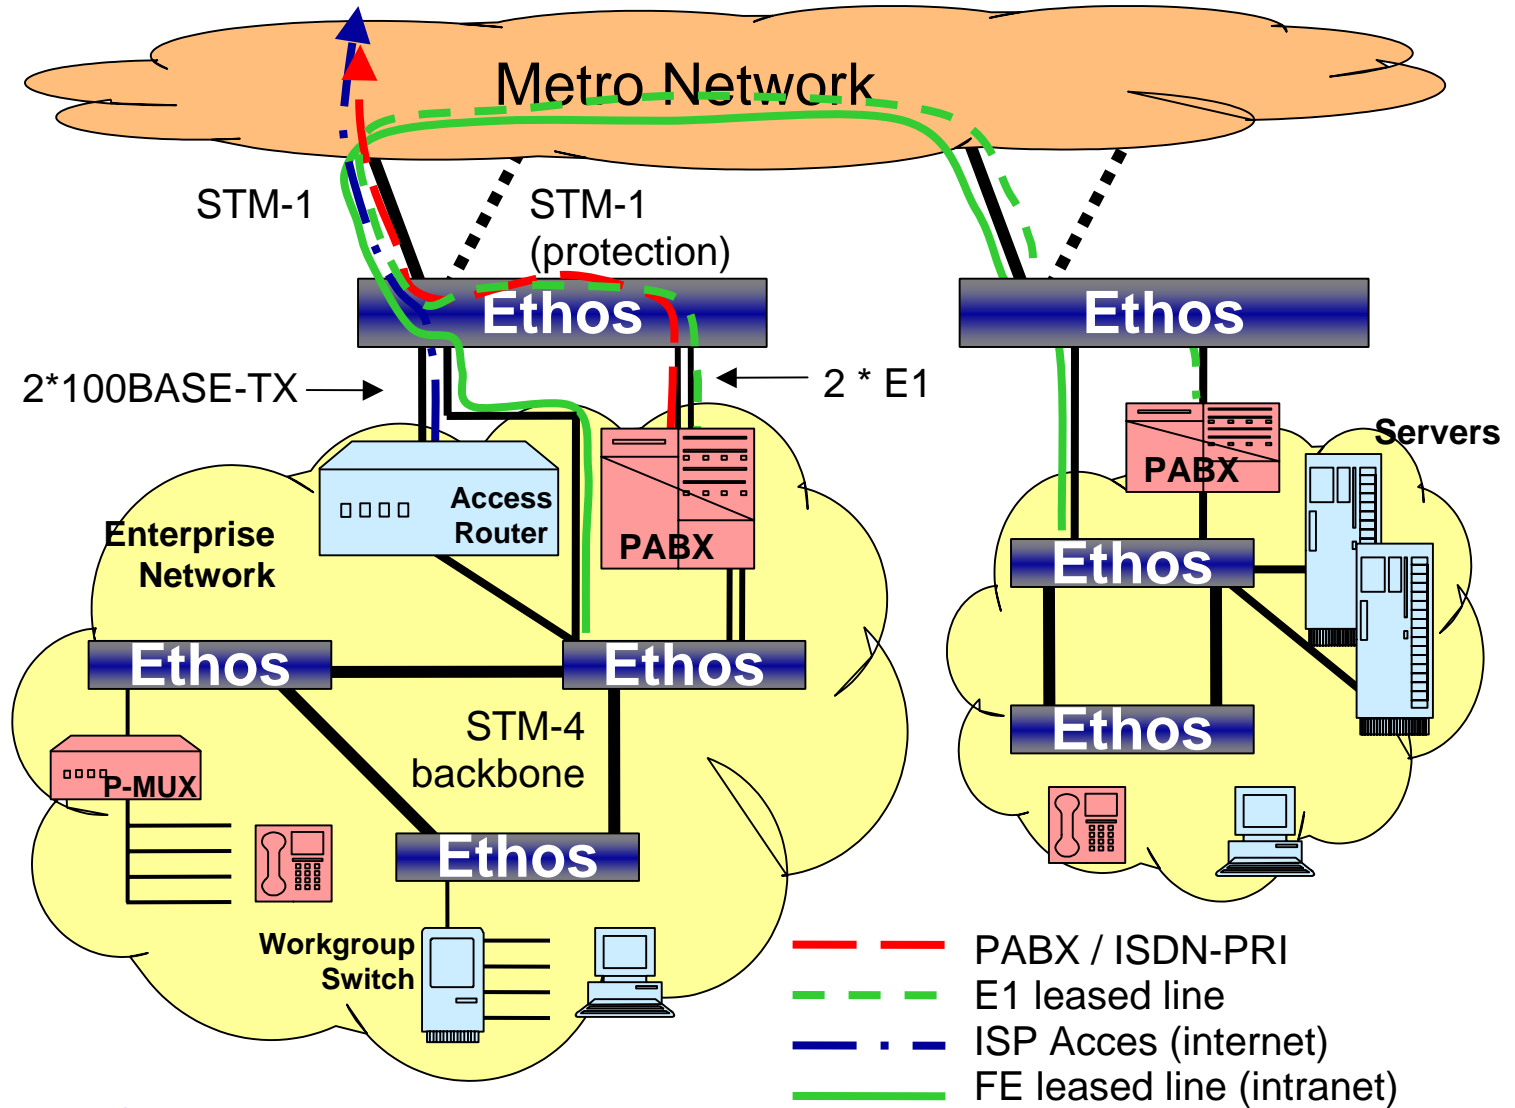 Metro Network
STM-1
STM-1
(protection)
Ethos
Ethos
2*100BASE-TX
2 * E1
Servers
PABX
Access
Router
Enterprise
Network
PABX
Ethos
Ethos
Ethos
STM-4
backbone
Ethos
P-MUX
Ethos
Workgroup
Switch
PABX / ISDN-PRI
E1 leased line
ISP Acces (internet)
FE leased line (intranet)